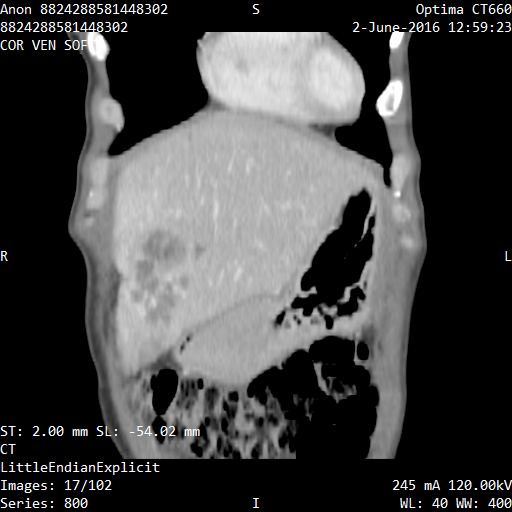 Anon 8824288581448302
S
Optima CT660
8824288581448302
2-June-2016 12:59:23
COR VEN SOFT
R
L
ST: 2.00 mm SL: -54.02 mm
CT
LittleEndianExplicit
Images: 17/102
245 mA 120.00kV
Series: 800
I
WL: 40 WW: 400